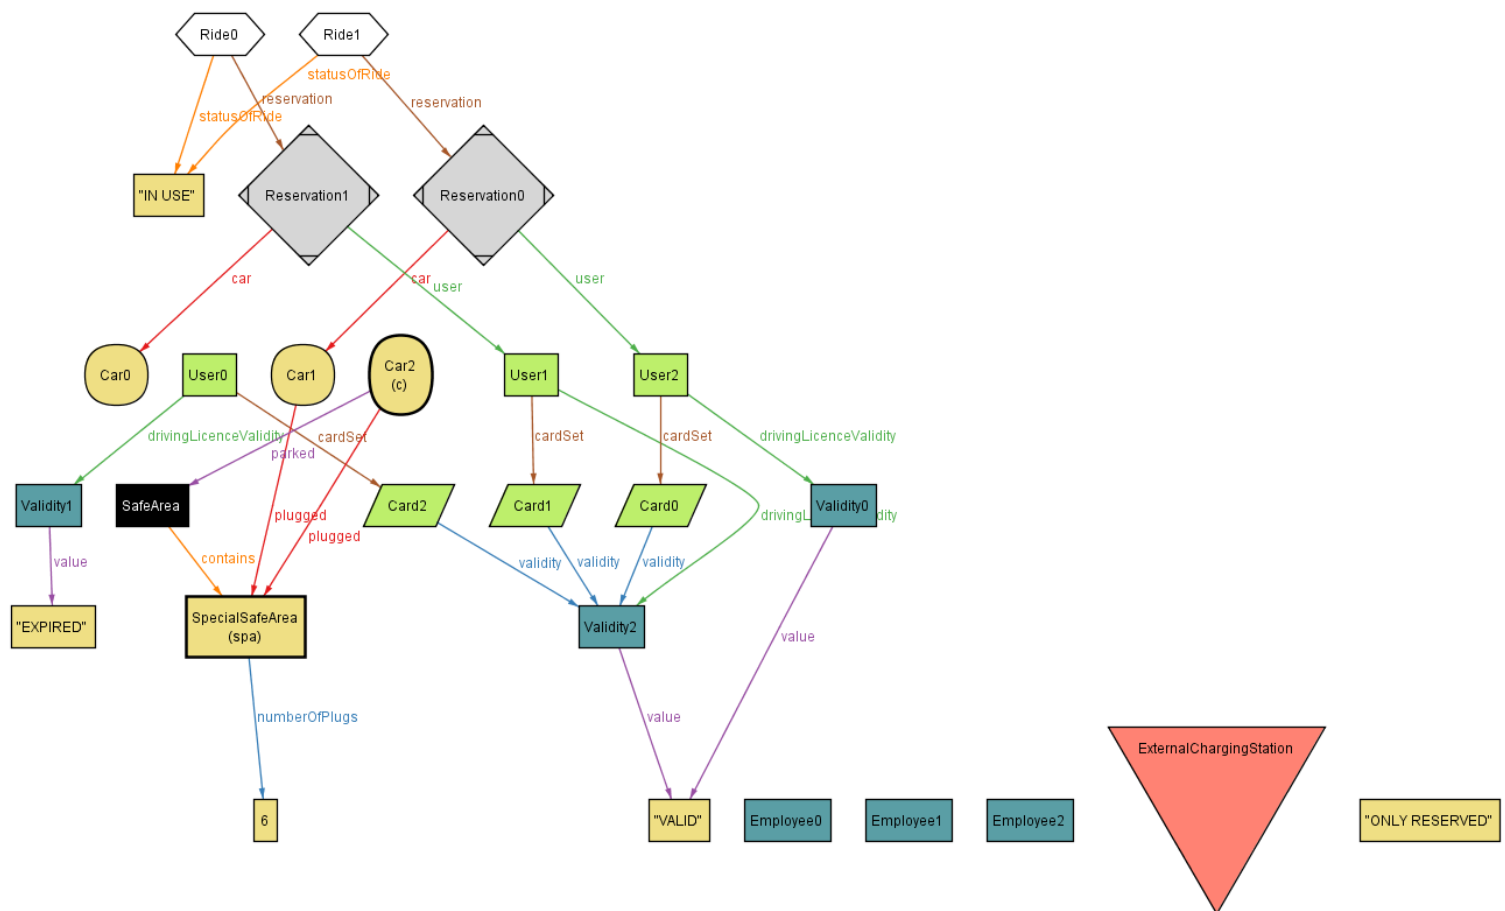 Ride0
Ride1
statusOfRide
reservation
reservation
statusOfRide
"IN USE"
Reservation1
Reservation0
car
car
user
user
Car0
User0
Car1
Car2
(c)
User1
User2
drivingLicenceValidity
cardSet
parked
cardSet
cardSet
drivingLicenceValidity
Validity1
SafeArea
Card2
Card1
Card0
Validity0
plugged
plugged
value
contains
validity
validity
validity
"EXPIRED"
SpecialSafeArea
(spa)
Validity2
value
numberOfPlugs
value
ExternalChargingStation
6
"VALID"
Employee0
Employee1
Employee2
"ONLY RESERVED"